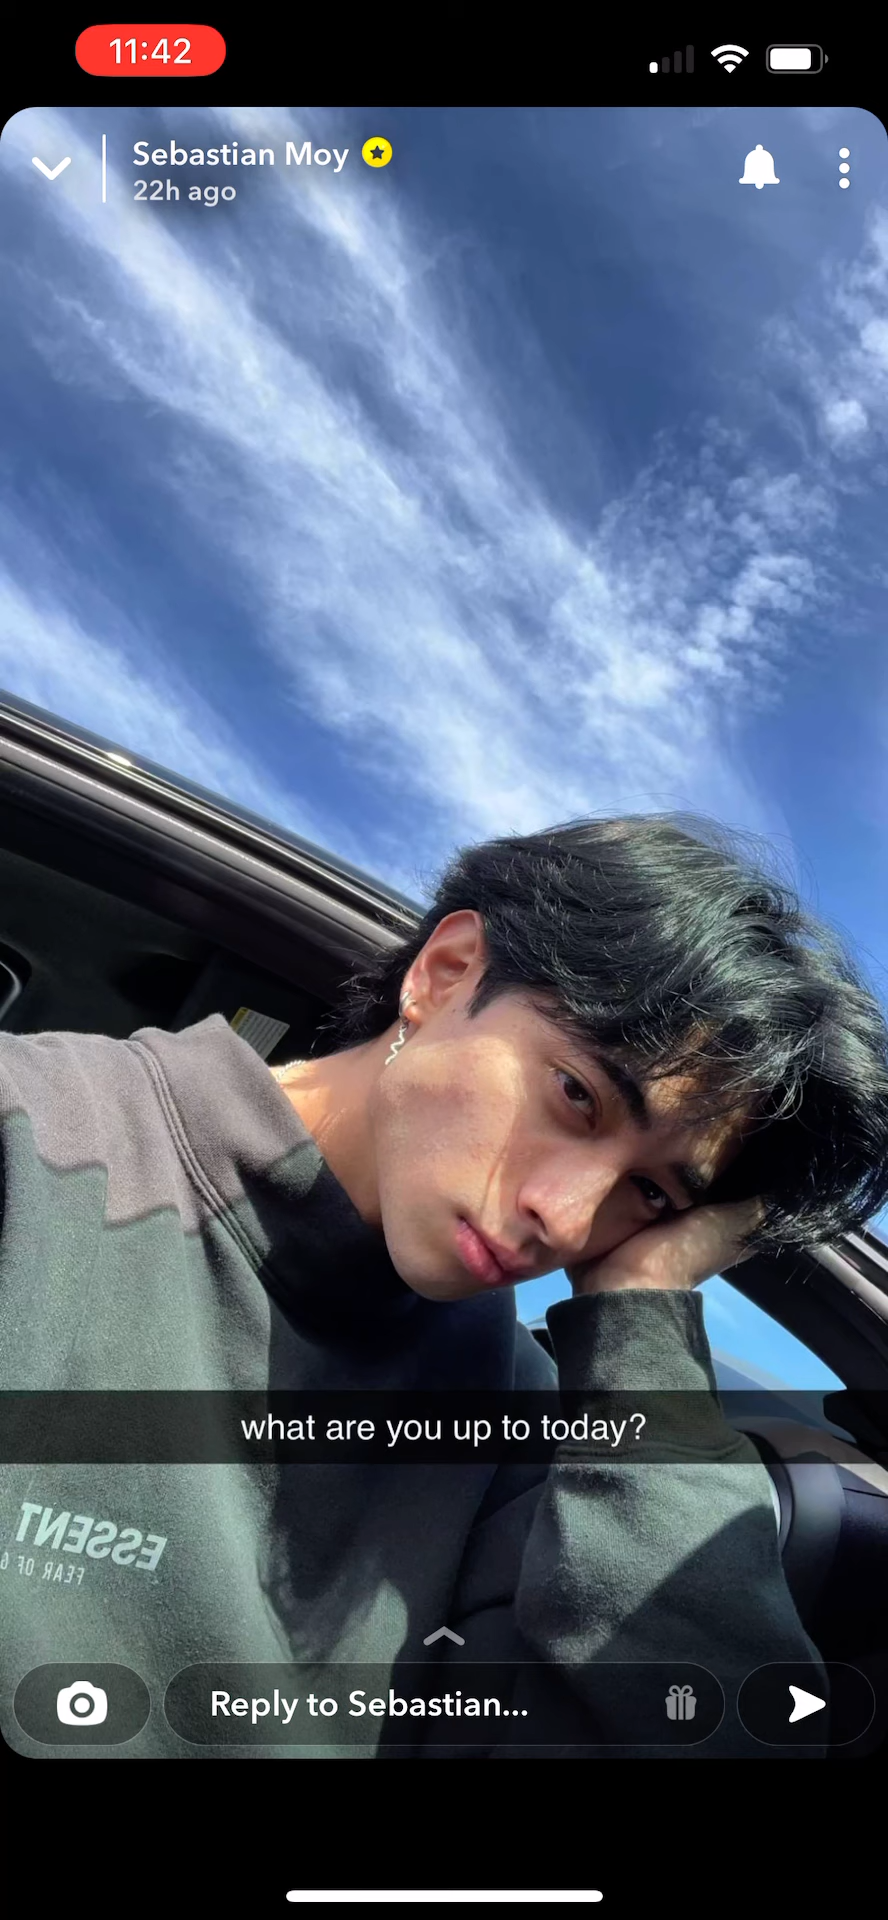 11:42
Sebastian Moy
22h ago
what are you up to today?
ESSENT
FEAR OF G
Reply to Sebastian...